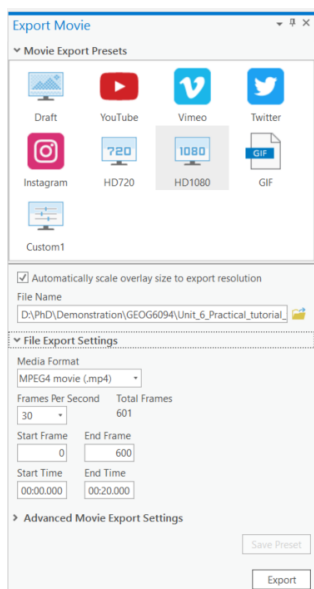 Export Movie
Movie Export Presets
Draft YouTube Vimeo Twitter
720 1080 GIF
Instagram HD720 HD1080 GIF
Custom1
Automatically scale overlay size to export resolution
File Name
D:\PhD\Demonstration\GEOG6094\Unit_6_Practical_tutorial_
File Export Settings
Media Format
MPEG4 movie (.mp4)
Frames Per Second Total Frames
30 601
Start Frame End Frame
0 600
Start Time End Time
00:00.000 00:20.000
Advanced Movie Export Settings
Save Preset
Export